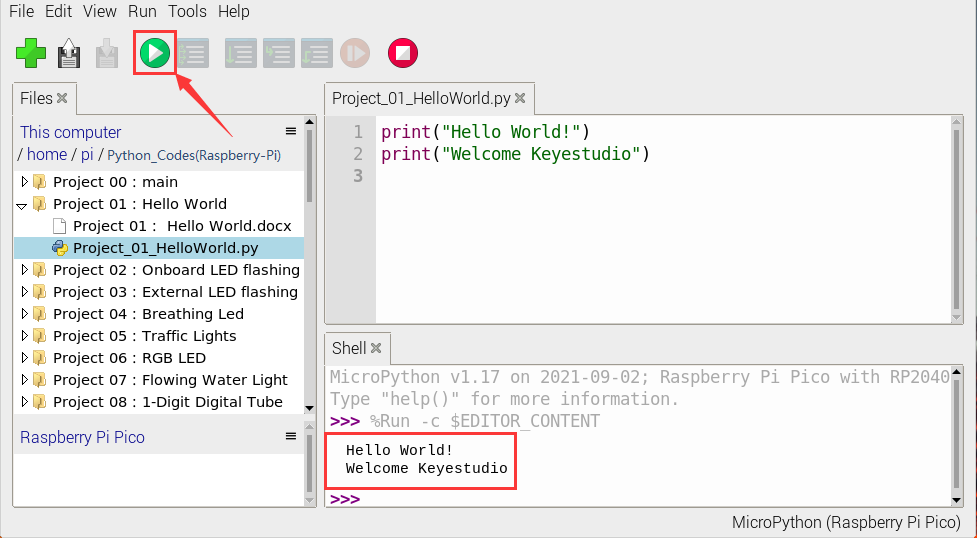 File Edit View Run Tools Help
Files
This computer
/ home / pi / Python_Codes(Raspberry-Pi)
Project 00 : main
Project 01 : Hello World
Project 01 : Hello World.docx
Project_01_HelloWorld.py
Project 02 : Onboard LED flashing
Project 03 : External LED flashing
Project 04 : Breathing Led
Project 05 : Traffic Lights
Project 06 : RGB LED
Project 07 : Flowing Water Light
Project 08 : 1-Digit Digital Tube
Raspberry Pi Pico
Project_01_HelloWorld.py
1 print("Hello World!")
2 print("Welcome Keyestudio")
3
Shell
MicroPython v1.17 on 2021-09-02; Raspberry Pi Pico with RP2040
Type "help()" for more information.
>>> %Run -c $EDITOR_CONTENT
Hello World!
Welcome Keyestudio
>>>
MicroPython (Raspberry Pi Pico)